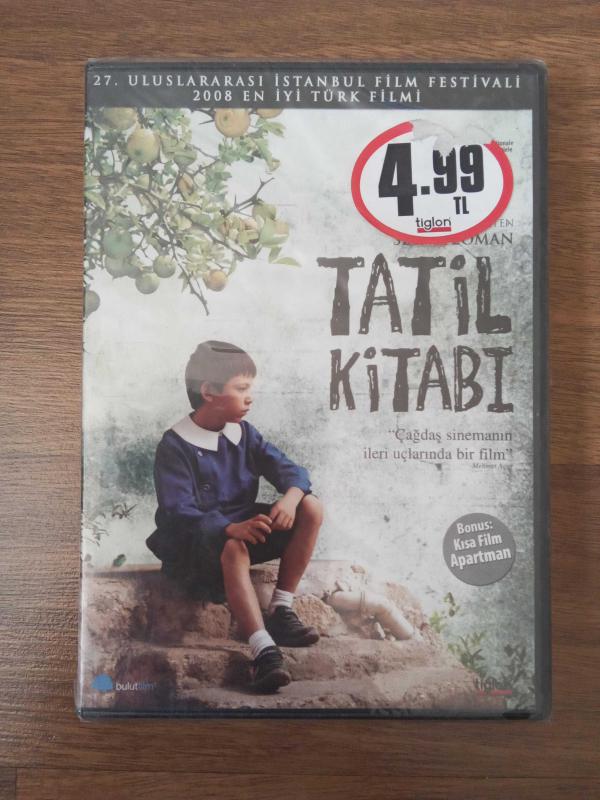 27. ULUSLARARASI İSTANBUL FİLM FESTİVALİ
2008 EN İYİ TÜRK FİLMİ
4.99
TL
tiglon
TATİL
KİTABI
“Çağdaş sinemanın
ileri uçlarında bir film”
Bonus:
Kısa Film
Apartman
bulutfilm
tiglon